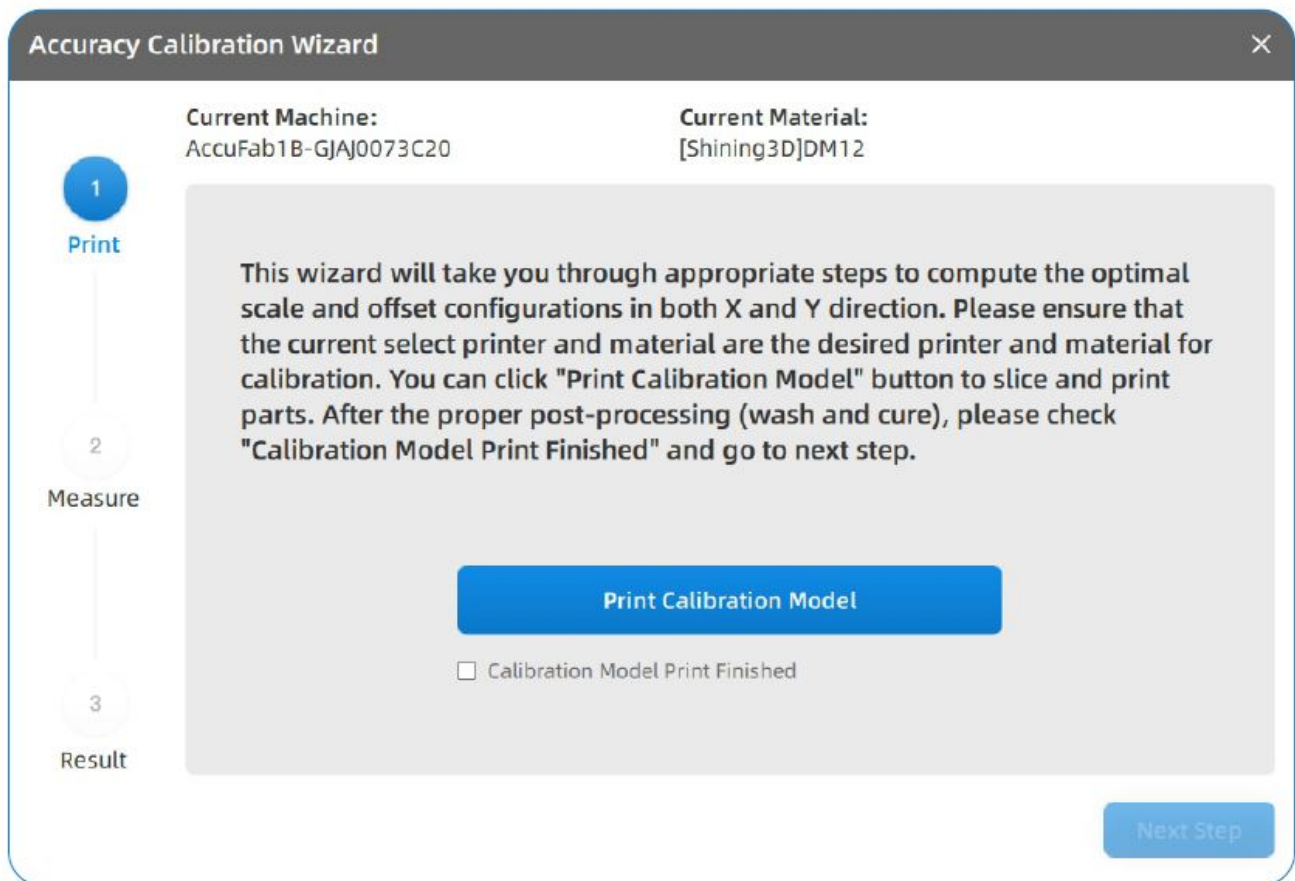 Accuracy Calibration Wizard
Current Machine:
AccuFab1B-GJAJ0073C20
Current Material:
[Shining3D]DM12
1
Print
2
Measure
3
Result
This wizard will take you through appropriate steps to compute the optimal
scale and offset configurations in both X and Y direction. Please ensure that
the current select printer and material are the desired printer and material for
calibration. You can click "Print Calibration Model" button to slice and print
parts. After the proper post-processing (wash and cure), please check
"Calibration Model Print Finished" and go to next step.
Print Calibration Model
Calibration Model Print Finished
Next Step